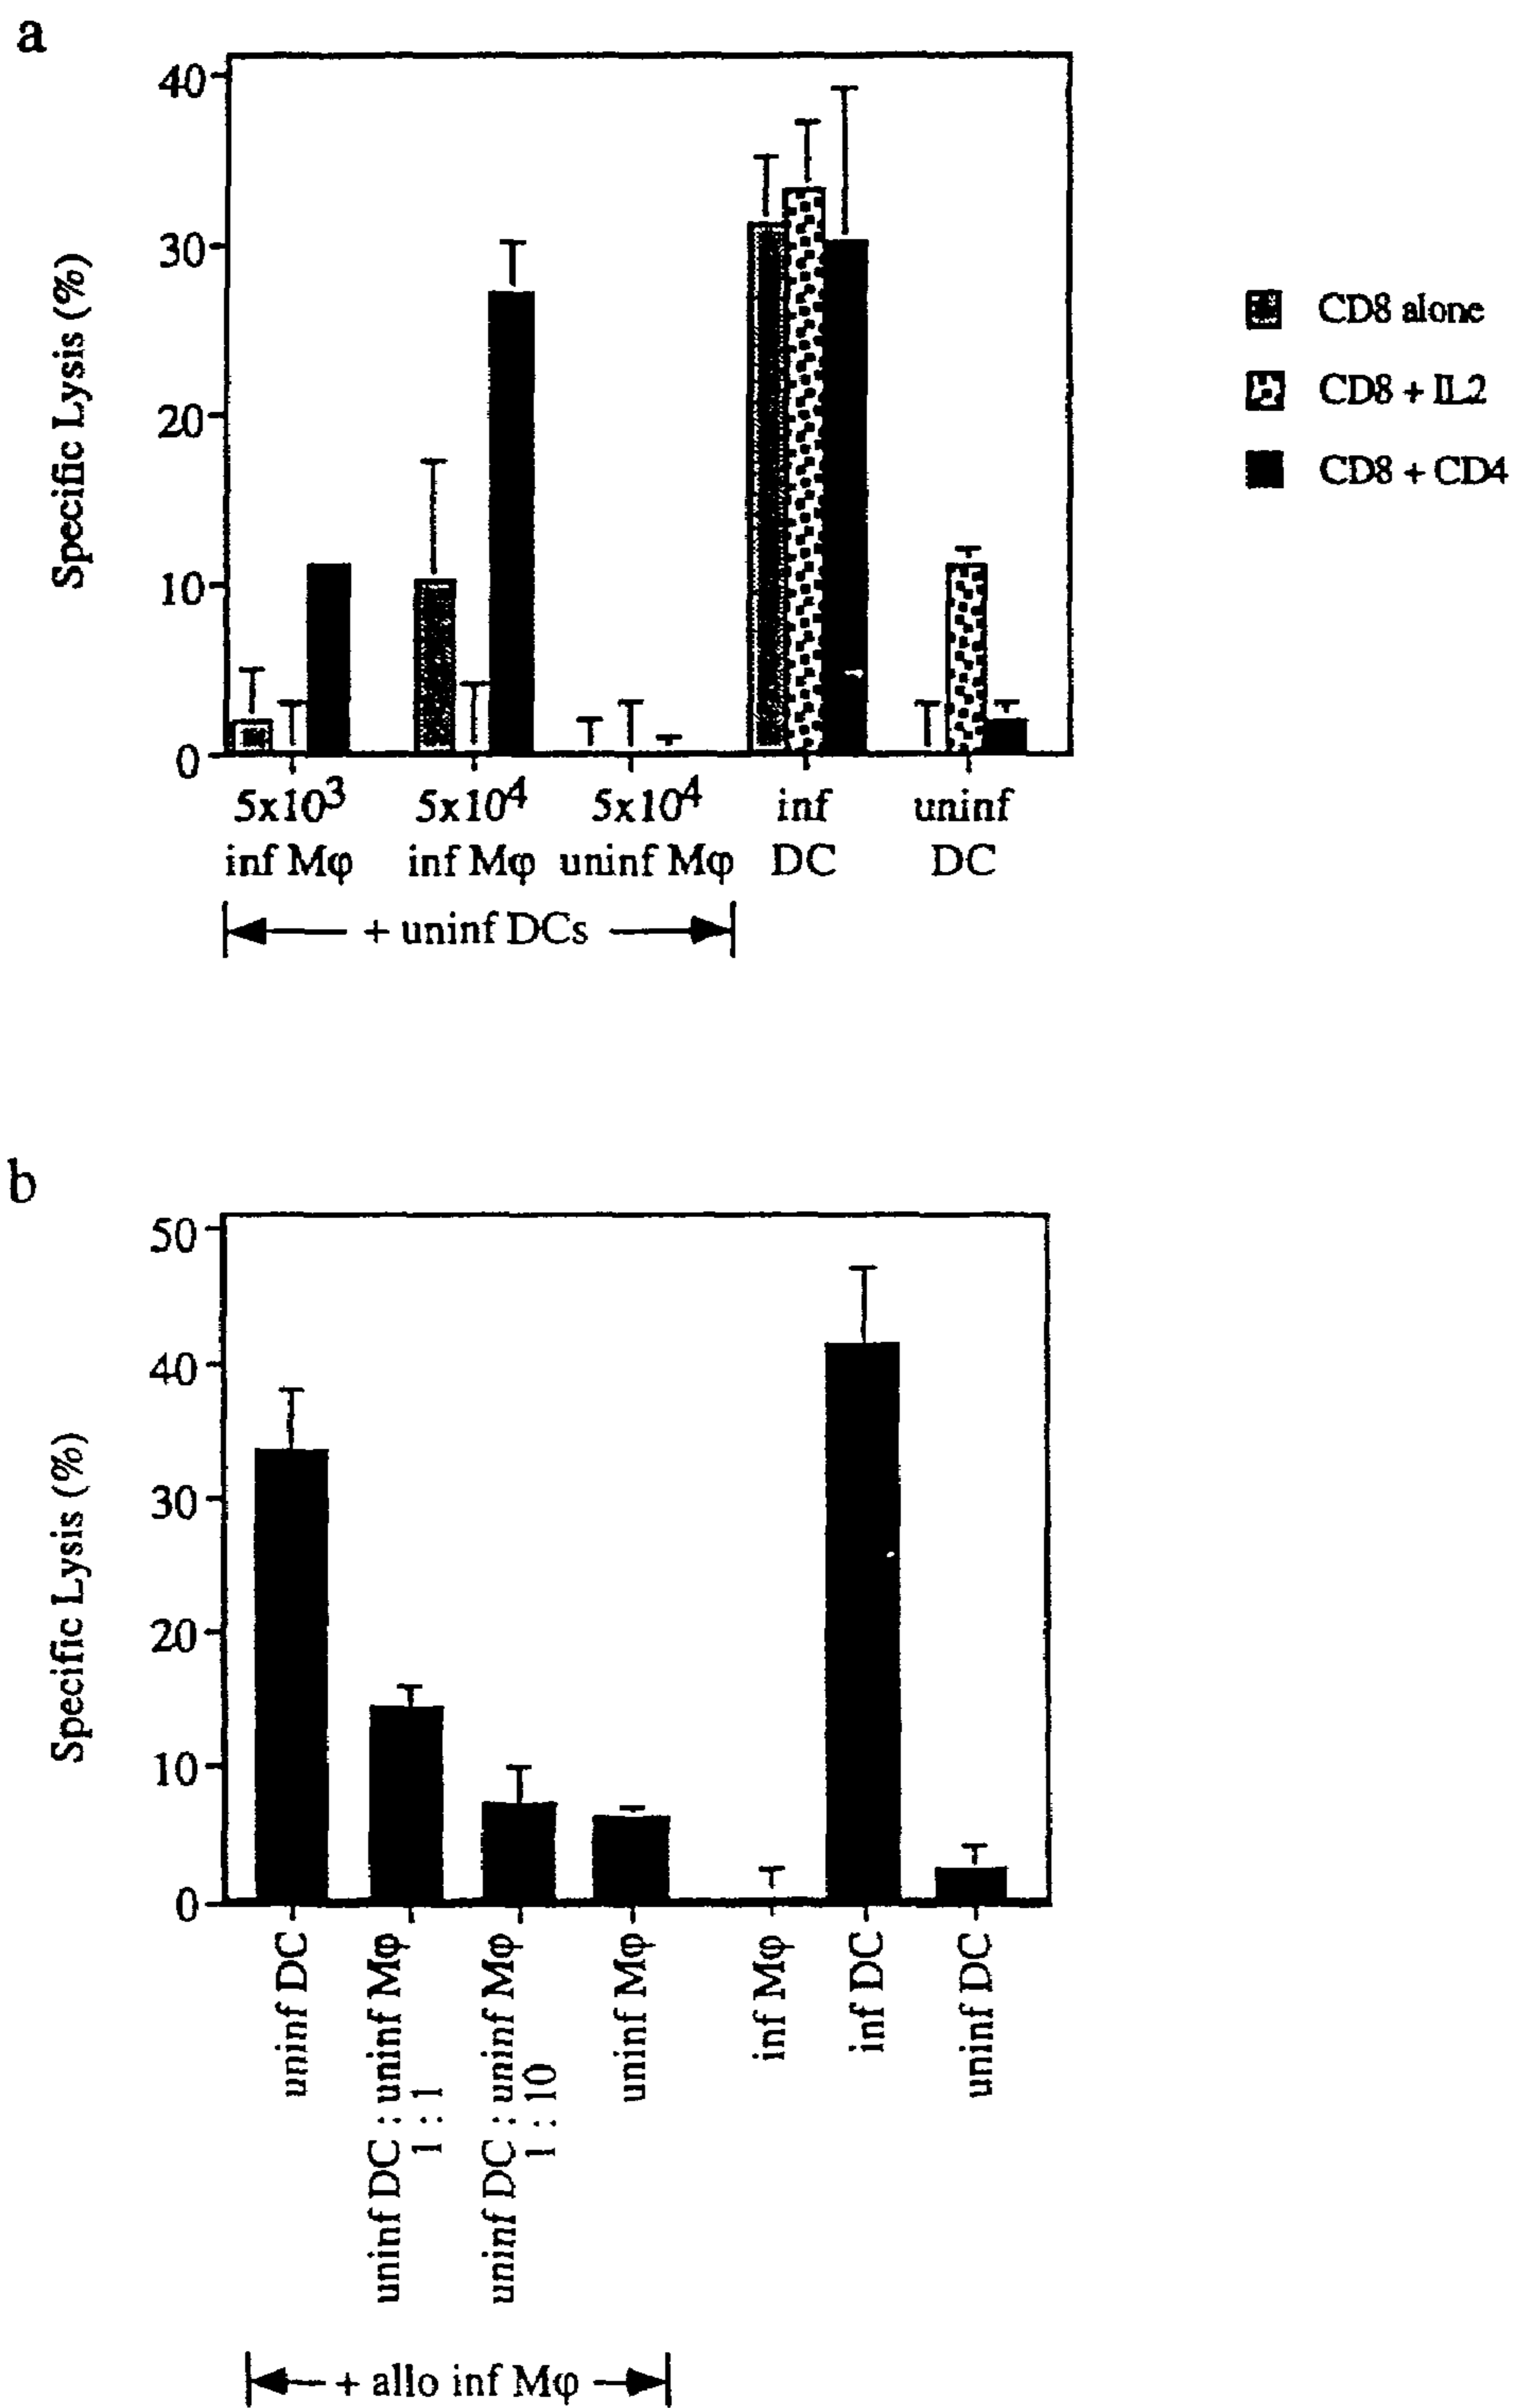 a
Specific Lysis (%)
40
30
20
10
0
5x10³ 5x10⁴ 5x10⁴ inf uninf
inf Mφ inf Mφ uninf Mφ DC DC
+ uninf DCs
CD8 alone
CD8 + IL2
CD8 + CD4
b
Specific Lysis (%)
50
40
30
20
10
0
uninf DC
uninf DC : uninf Mφ
1 : 1
uninf DC : uninf Mφ
1 : 10
uninf Mφ
inf Mφ
inf DC
uninf DC
+ allo inf Mφ